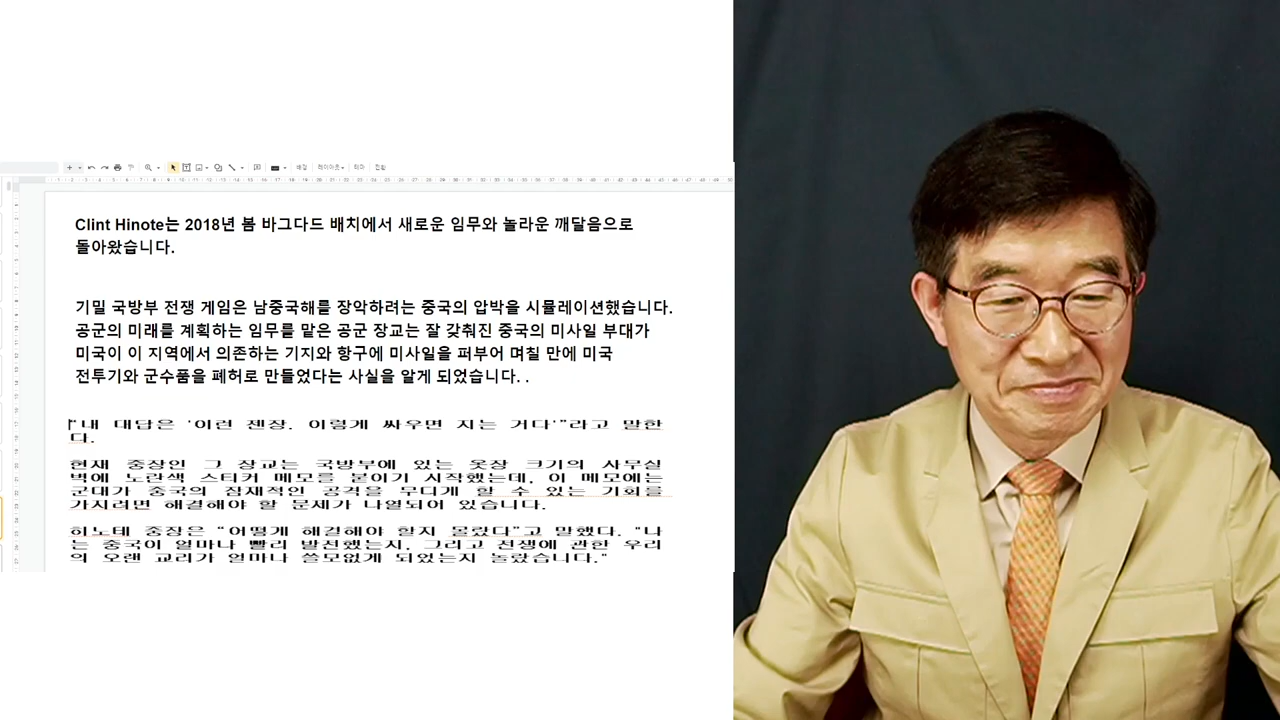 배경
레이아웃
테마
전환
Clint Hinote는 2018년 봄 바그다드 배치에서 새로운 임무와 놀라운 깨달음으로
돌아왔습니다.
기밀 국방부 전쟁 게임은 남중국해를 장악하려는 중국의 압박을 시뮬레이션했습니다.
공군의 미래를 계획하는 임무를 맡은 공군 장교는 잘 갖춰진 중국의 미사일 부대가
미국이 이 지역에서 의존하는 기지와 항구에 미사일을 퍼부어 며칠 만에 미국
전투기와 군수품을 폐허로 만들었다는 사실을 알게 되었습니다. .
"내 대답은 '이런 젠장. 이렇게 싸우면 지는 거다'"라고 말한
다.
현재 중장인 그 장교는 국방부에 있는 옷장 크기의 사무실
벽에 노란색 스티커 메모를 붙이기 시작했는데, 이 메모에는
군대가 중국의 잠재적인 공격을 무디게 할 수 있는 기회를
가지려면 해결해야 할 문제가 나열되어 있습니다.
히노테 중장은 "어떻게 해결해야 할지 몰랐다"고 말했다. "나
는 중국이 얼마나 빨리 발전했는지, 그리고 전쟁에 관한 우리
의 오랜 교리가 얼마나 쓸모없게 되었는지 놀랐습니다."